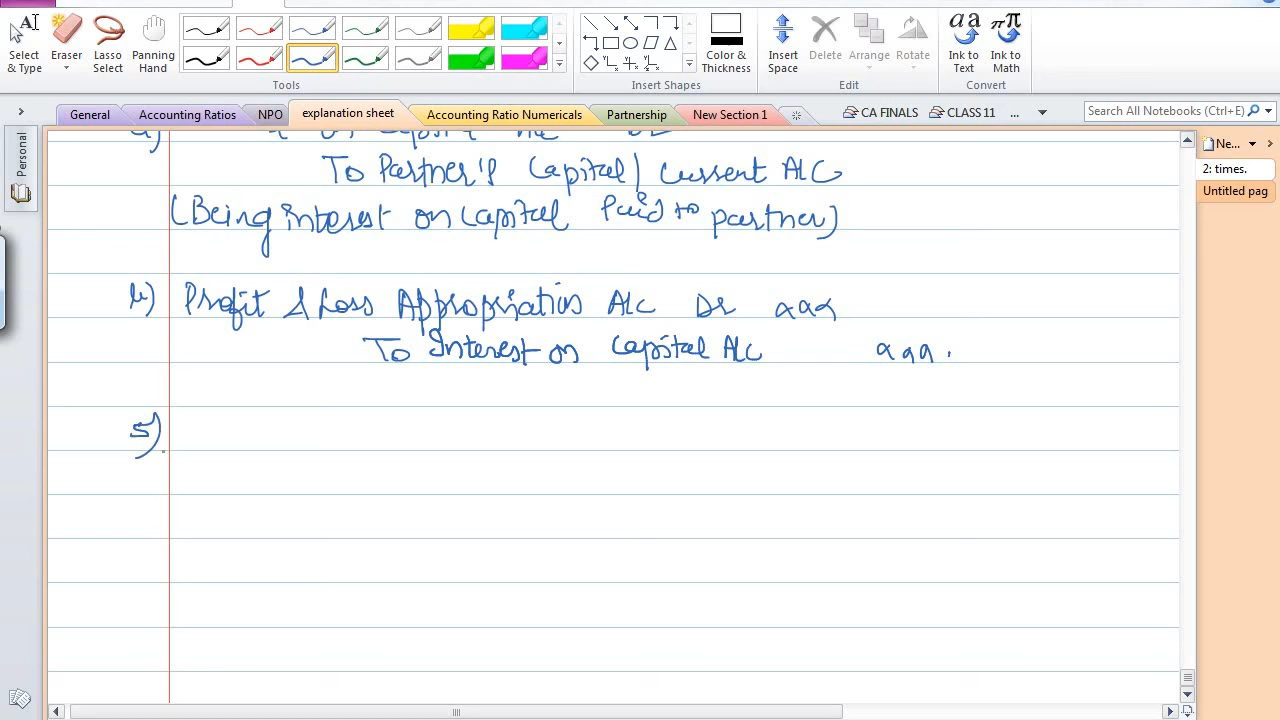 Select & Type
Eraser
Lasso Select
Panning Hand
Tools
Insert Shapes
Color & Thickness
Insert Space
Delete
Arrange
Rotate
Edit
aあ
Ink to Text
Ink to Math
Convert
General
Accounting Ratios
NPO
explanation sheet
Accounting Ratio Numericals
Partnership
New Section 1
CA FINALS
CLASS 11
...
Search All Notebooks (Ctrl+E)
Personal
Ne...
2: times.
Untitled pag
To Partner's Capital/ Current A/C
(Being interest on Capital Paid to partner)
b) Profit & Loss Appropriation A/C Dr
To Interest on Capital A/C
5)